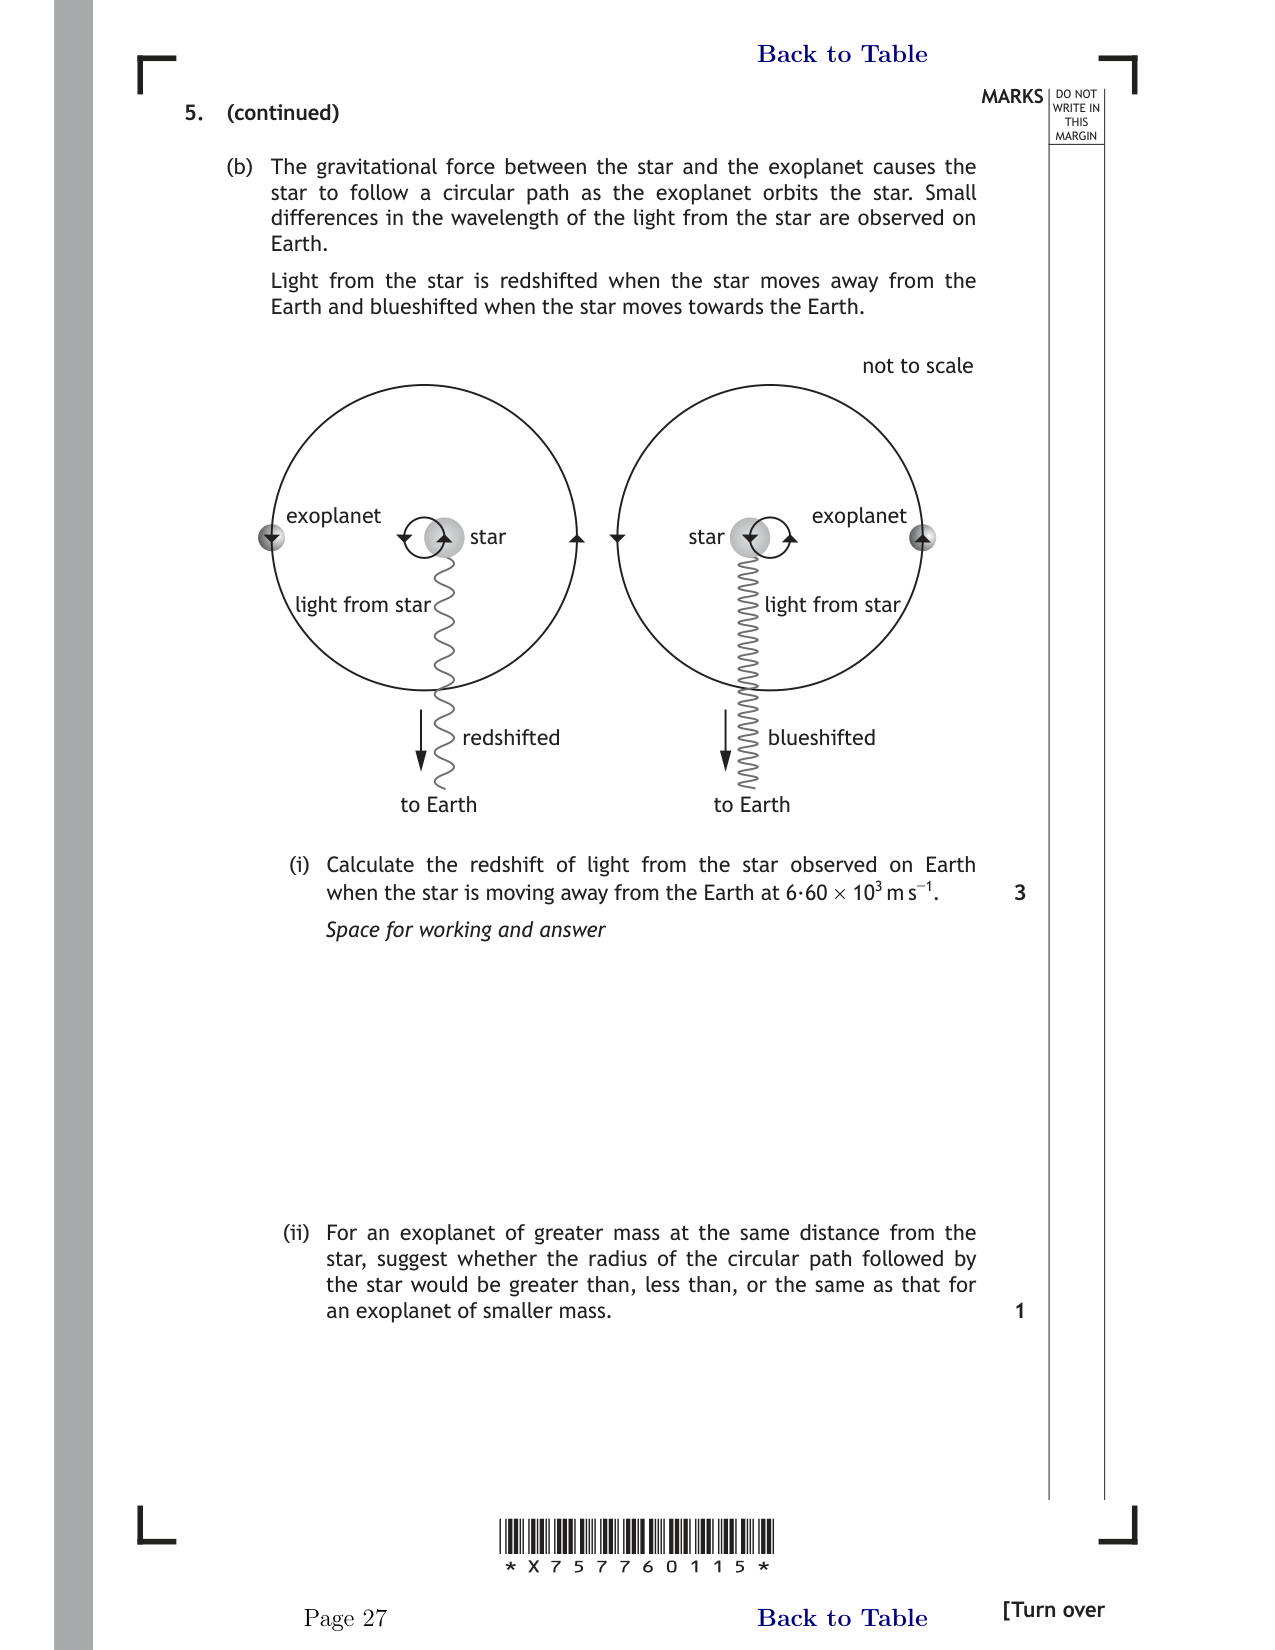 Back to Table
MARKS
DO NOT
WRITE IN
THIS
MARGIN
5. (continued)
(b) The gravitational force between the star and the exoplanet causes the
star to follow a circular path as the exoplanet orbits the star. Small
differences in the wavelength of the light from the star are observed on
Earth.
Light from the star is redshifted when the star moves away from the
Earth and blueshifted when the star moves towards the Earth.
not to scale
exoplanet
star
light from star
redshifted
to Earth
star
exoplanet
light from star
blueshifted
to Earth
(i) Calculate the redshift of light from the star observed on Earth
when the star is moving away from the Earth at 6·60 × 10³ m s⁻¹. 3
Space for working and answer
(ii) For an exoplanet of greater mass at the same distance from the
star, suggest whether the radius of the circular path followed by
the star would be greater than, less than, or the same as that for
an exoplanet of smaller mass. 1
* X 7 5 7 7 6 0 1 1 5 *
[Turn over
Page 27
Back to Table